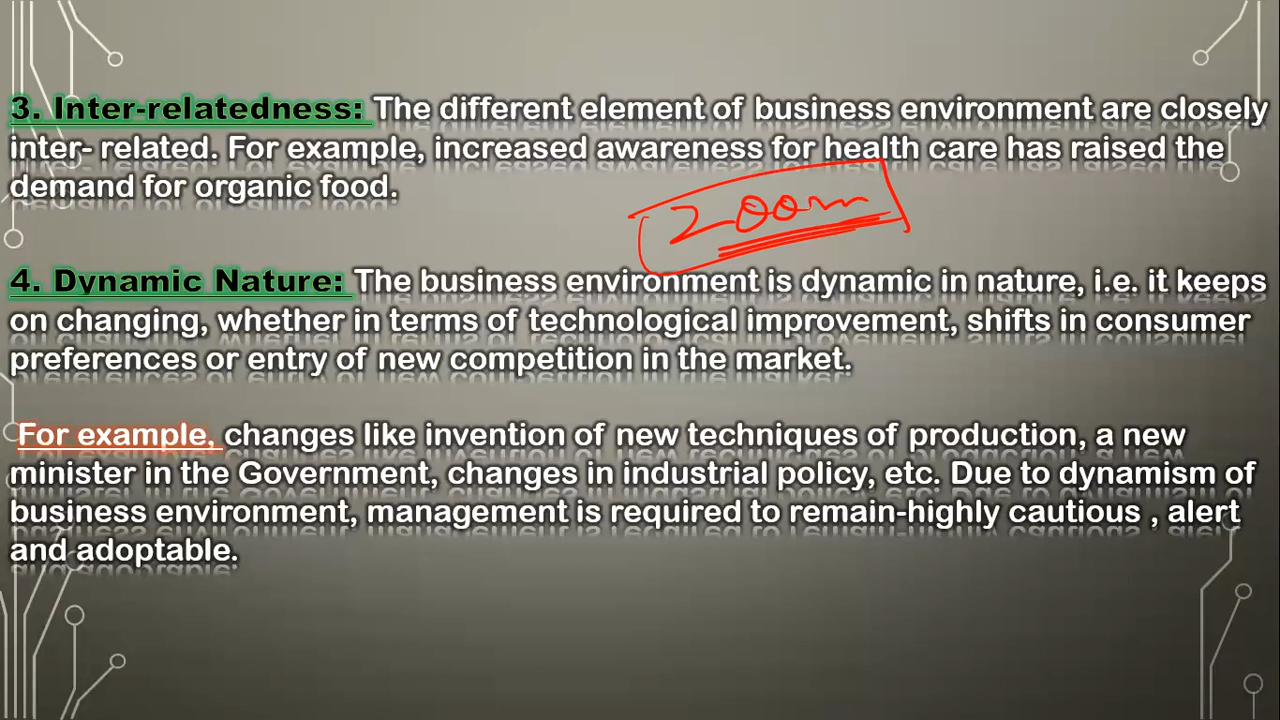 3. Inter-relatedness: The different element of business environment are closely
inter- related. For example, increased awareness for health care has raised the
demand for organic food.
Zoom
4. Dynamic Nature: The business environment is dynamic in nature, i.e. it keeps
on changing, whether in terms of technological improvement, shifts in consumer
preferences or entry of new competition in the market.
For example, changes like invention of new techniques of production, a new
minister in the Government, changes in industrial policy, etc. Due to dynamism of
business environment, management is required to remain-highly cautious , alert
and adoptable.